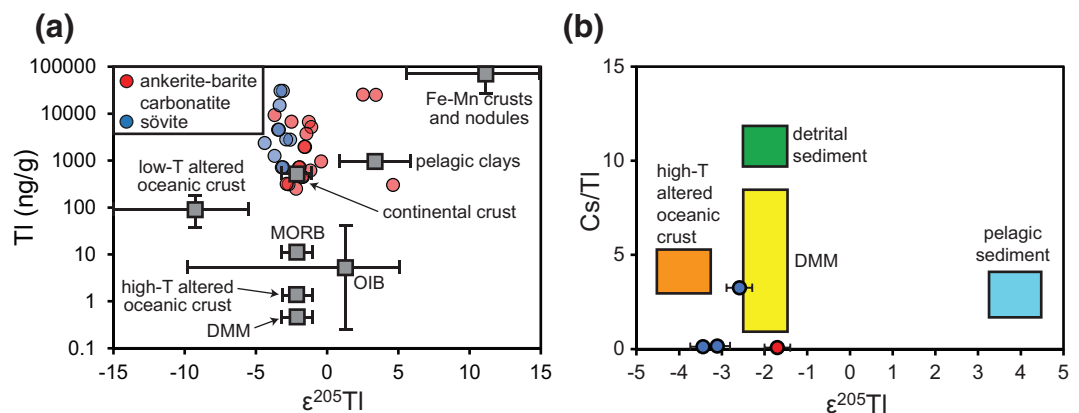 (a)
Tl (ng/g)
100000
10000
1000
100
10
1
0.1
ankerite-barite
carbonatite
sövite
Fe-Mn crusts
and nodules
pelagic clays
low-T altered
oceanic crust
continental crust
MORB
OIB
high-T altered
oceanic crust
DMM
-15
-10
-5
0
5
10
15
ε²⁰⁵Tl
(b)
Cs/Tl
15
10
5
0
detrital
sediment
high-T
altered
oceanic
crust
DMM
pelagic
sediment
-5
-4
-3
-2
-1
0
1
2
3
4
5
ε²⁰⁵Tl